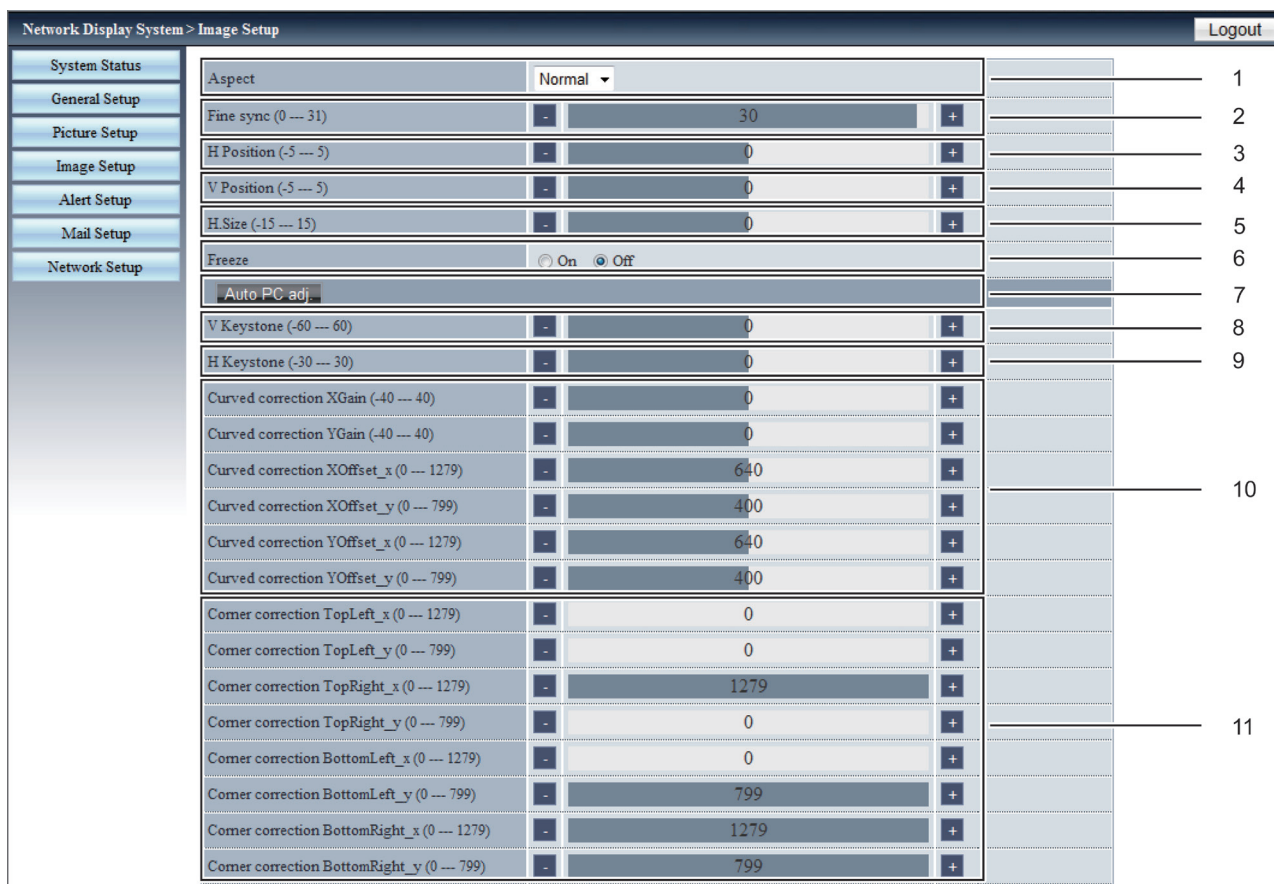 Network Display System > Image Setup
Logout
System Status
General Setup
Picture Setup
Image Setup
Alert Setup
Mail Setup
Network Setup
Aspect Normal 1
Fine sync (0 --- 31) - 30 + 2
H Position (-5 --- 5) - 0 + 3
V Position (-5 --- 5) - 0 + 4
H.Size (-15 --- 15) - 0 + 5
Freeze On Off 6
Auto PC adj. 7
V Keystone (-60 --- 60) - 0 + 8
H Keystone (-30 --- 30) - 0 + 9
Curved correction XGain (-40 --- 40) - 0 +
Curved correction YGain (-40 --- 40) - 0 +
Curved correction XOffset_x (0 --- 1279) - 640 +
10
Curved correction XOffset_y (0 --- 799) - 400 +
Curved correction YOffset_x (0 --- 1279) - 640 +
Curved correction YOffset_y (0 --- 799) - 400 +
Corner correction TopLeft_x (0 --- 1279) - 0 +
Corner correction TopLeft_y (0 --- 799) - 0 +
Corner correction TopRight_x (0 --- 1279) - 1279 +
Corner correction TopRight_y (0 --- 799) - 0 + 11
Corner correction BottomLeft_x (0 --- 1279) - 0 +
Corner correction BottomLeft_y (0 --- 799) - 799 +
Corner correction BottomRight_x (0 --- 1279) - 1279 +
Corner correction BottomRight_y (0 --- 799) - 799 +